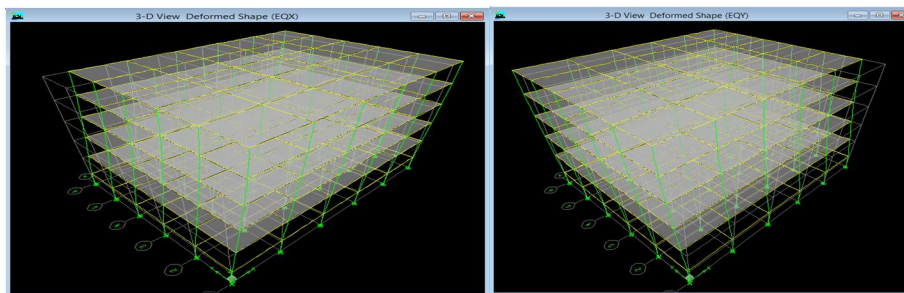 3-D View Deformed Shape (EQX)
3-D View Deformed Shape (EQY)